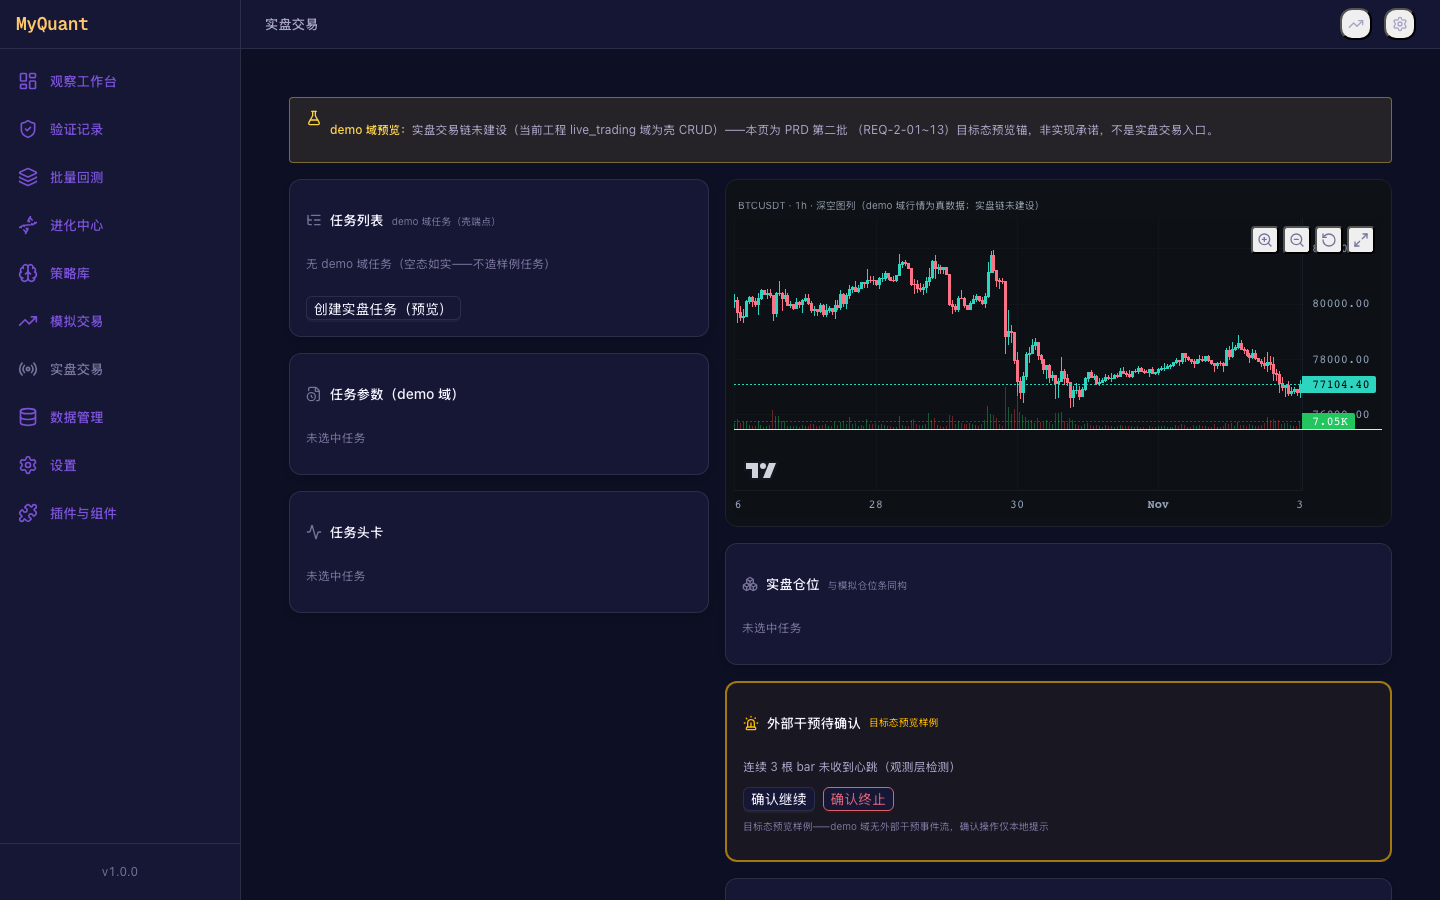 MyQuant
实盘交易
观察工作台
验证记录
批量回测
进化中心
策略库
模拟交易
实盘交易
数据管理
设置
插件与组件
v1.0.0
demo 域预览：实盘交易链未建设（当前工程 live_trading 域为壳 CRUD）——本页为 PRD 第二批 （REQ-2-01~13）目标态预览锚，非实现承诺，不是实盘交易入口。
任务列表 demo 域任务（壳端点）
无 demo 域任务（空态如实——不造样例任务）
创建实盘任务（预览）
任务参数（demo 域）
未选中任务
任务头卡
未选中任务
BTCUSDT · 1h · 深空图列（demo 域行情为真数据；实盘链未建设）
80000.00
78000.00
77104.40
7.05K
6 28 30 Nov 3
实盘仓位 与模拟仓位条同构
未选中任务
外部干预待确认 目标态预览样例
连续 3 根 bar 未收到心跳（观测层检测）
确认继续 确认终止
目标态预览样例——demo 域无外部干预事件流，确认操作仅本地提示